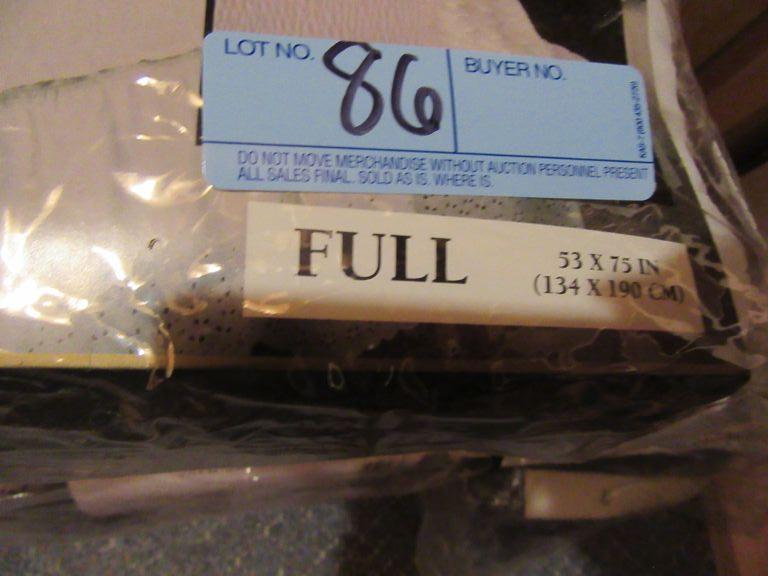 LOT NO. 86 BUYER NO.
DO NOT MOVE MERCHANDISE WITHOUT AUCTION PERSONNEL PRESENT
ALL SALES FINAL. SOLD AS IS. WHERE IS.
FULL
53 X 75 IN
(134 X 190 CM)